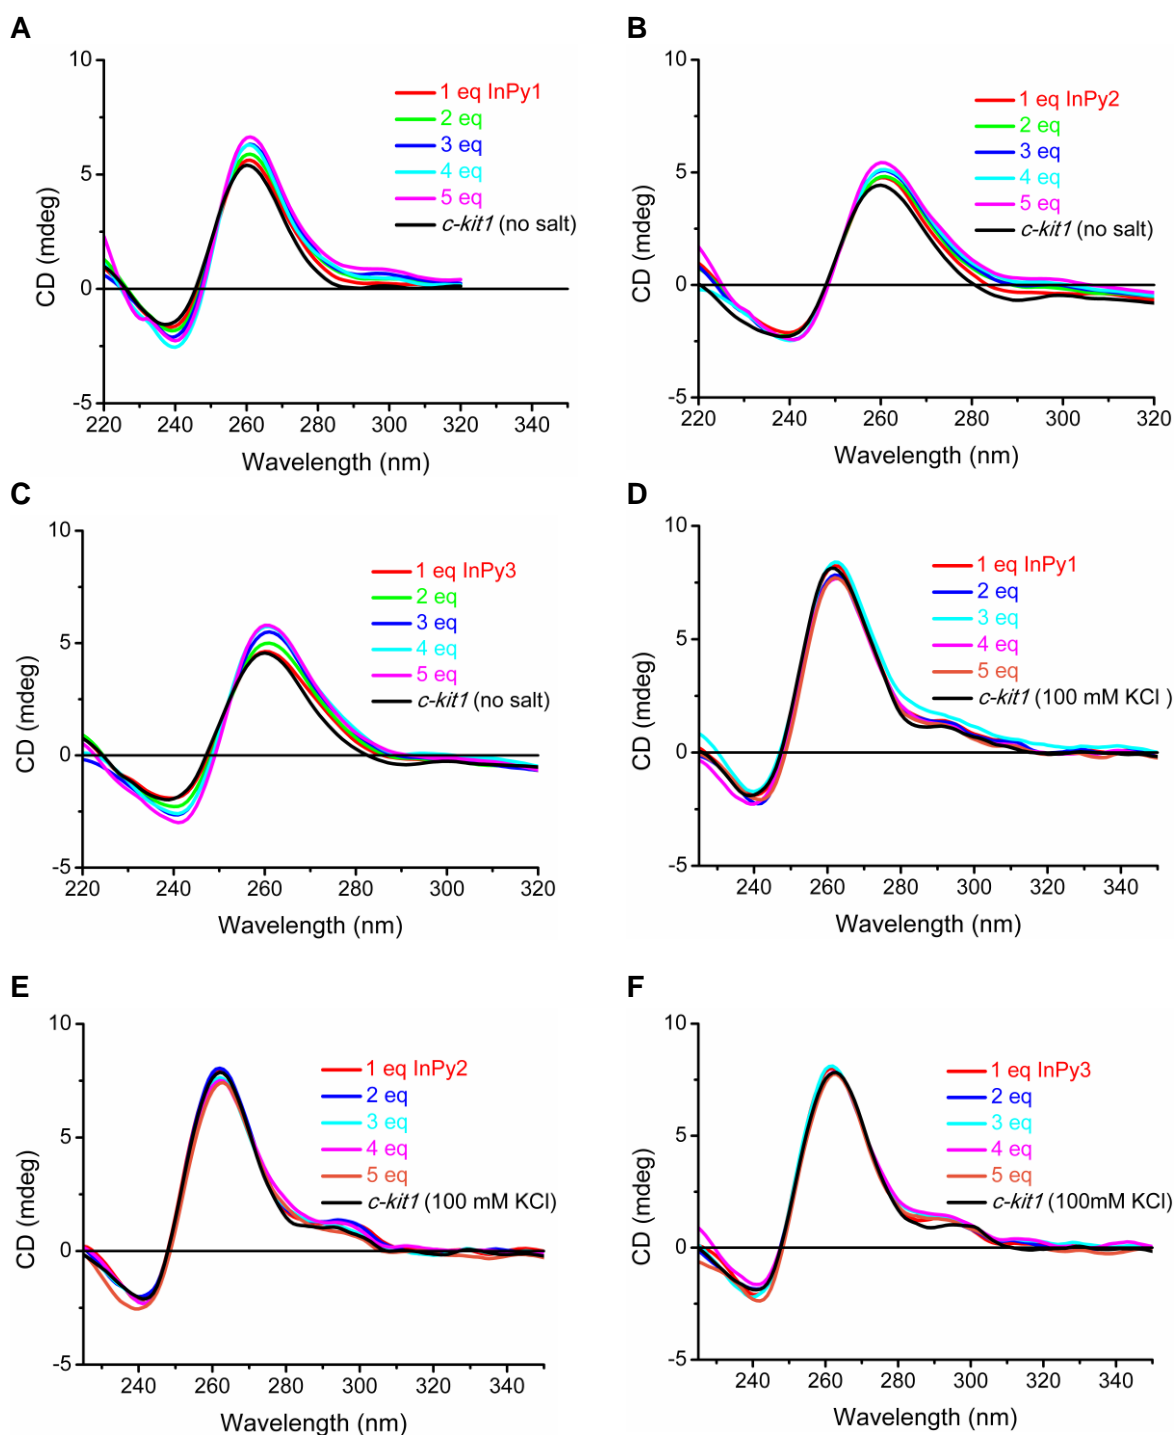 A
10
5
0
-5
CD (mdeg)
1 eq InPy1
2 eq
3 eq
4 eq
5 eq
c-kit1 (no salt)
220 240 260 280 300 320 340
Wavelength (nm)
B
10
5
0
-5
CD (mdeg)
1 eq InPy2
2 eq
3 eq
4 eq
5 eq
c-kit1 (no salt)
220 240 260 280 300 320
Wavelength (nm)
C
10
5
0
-5
CD (mdeg)
1 eq InPy3
2 eq
3 eq
4 eq
5 eq
c-kit1 (no salt)
220 240 260 280 300 320
Wavelength (nm)
D
10
5
0
-5
CD (mdeg)
1 eq InPy1
2 eq
3 eq
4 eq
5 eq
c-kit1 (100 mM KCl )
240 260 280 300 320 340
Wavelength (nm)
E
10
5
0
-5
CD (mdeg)
1 eq InPy2
2 eq
3 eq
4 eq
5 eq
c-kit1 (100 mM KCl)
240 260 280 300 320 340
Wavelength (nm)
F
10
5
0
-5
CD (mdeg)
1 eq InPy3
2 eq
3 eq
4 eq
5 eq
c-kit1 (100mM KCl)
240 260 280 300 320 340
Wavelength (nm)